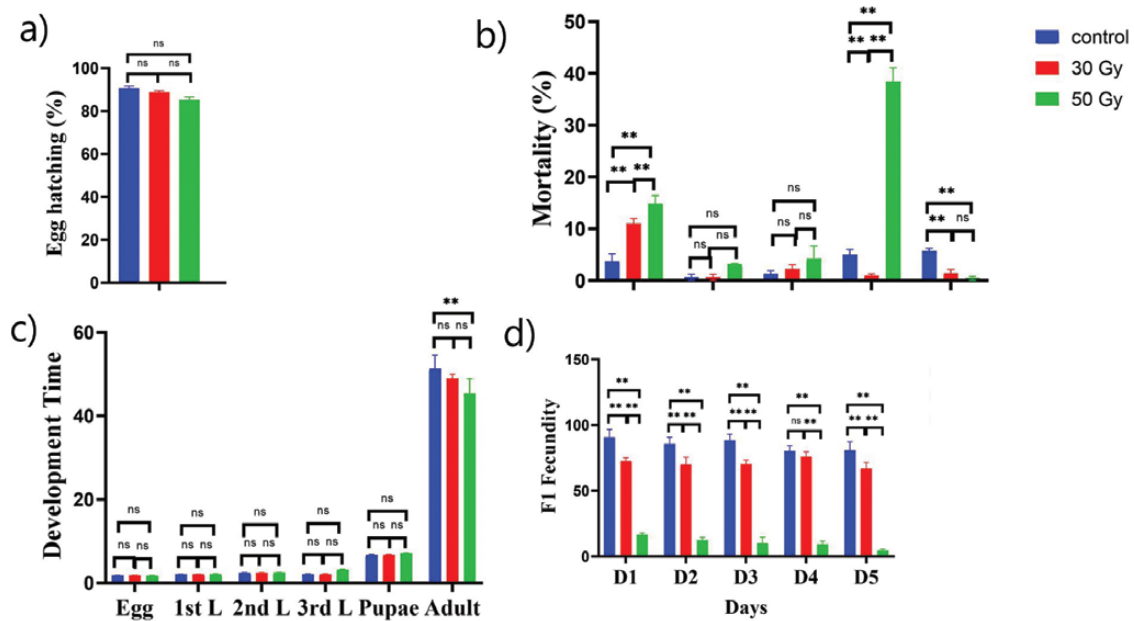 a)
ns
ns ns
Egg hatching (%)
100
80
60
40
20
0
b)
Mortality (%)
50
40
30
20
10
0
**
** **
ns
ns ns
ns
ns ns
**
** **
**
** ns
control
30 Gy
50 Gy
c)
Development Time
60
40
20
0
ns
ns ns
ns
ns ns
ns
ns ns
ns
ns ns
ns
ns ns
**
ns ns
Egg 1st L 2nd L 3rd L Pupae Adult
d)
F1 Fecundity
150
100
50
0
**
** **
**
** **
**
** **
**
ns **
**
** **
D1 D2 D3 D4 D5
Days